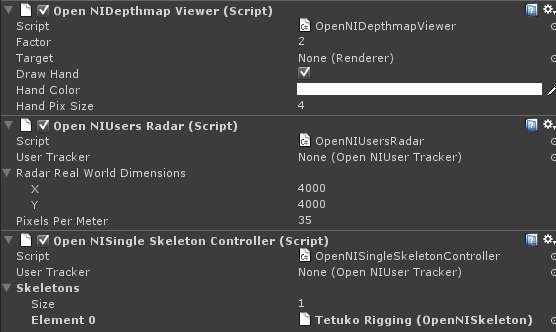 Open NIDepthmap Viewer (Script)
Script OpenNIDepthmapViewer
Factor 2
Target None (Renderer)
Draw Hand
Hand Color
Hand Pix Size 4
Open NIUsers Radar (Script)
Script OpenNIUsersRadar
User Tracker None (Open NIUser Tracker)
Radar Real World Dimensions
X 4000
Y 4000
Pixels Per Meter 35
Open NISingle Skeleton Controller (Script)
Script OpenNISingleSkeletonController
User Tracker None (Open NIUser Tracker)
Skeletons
Size 1
Element 0 Tetuko Rigging (OpenNISkeleton)